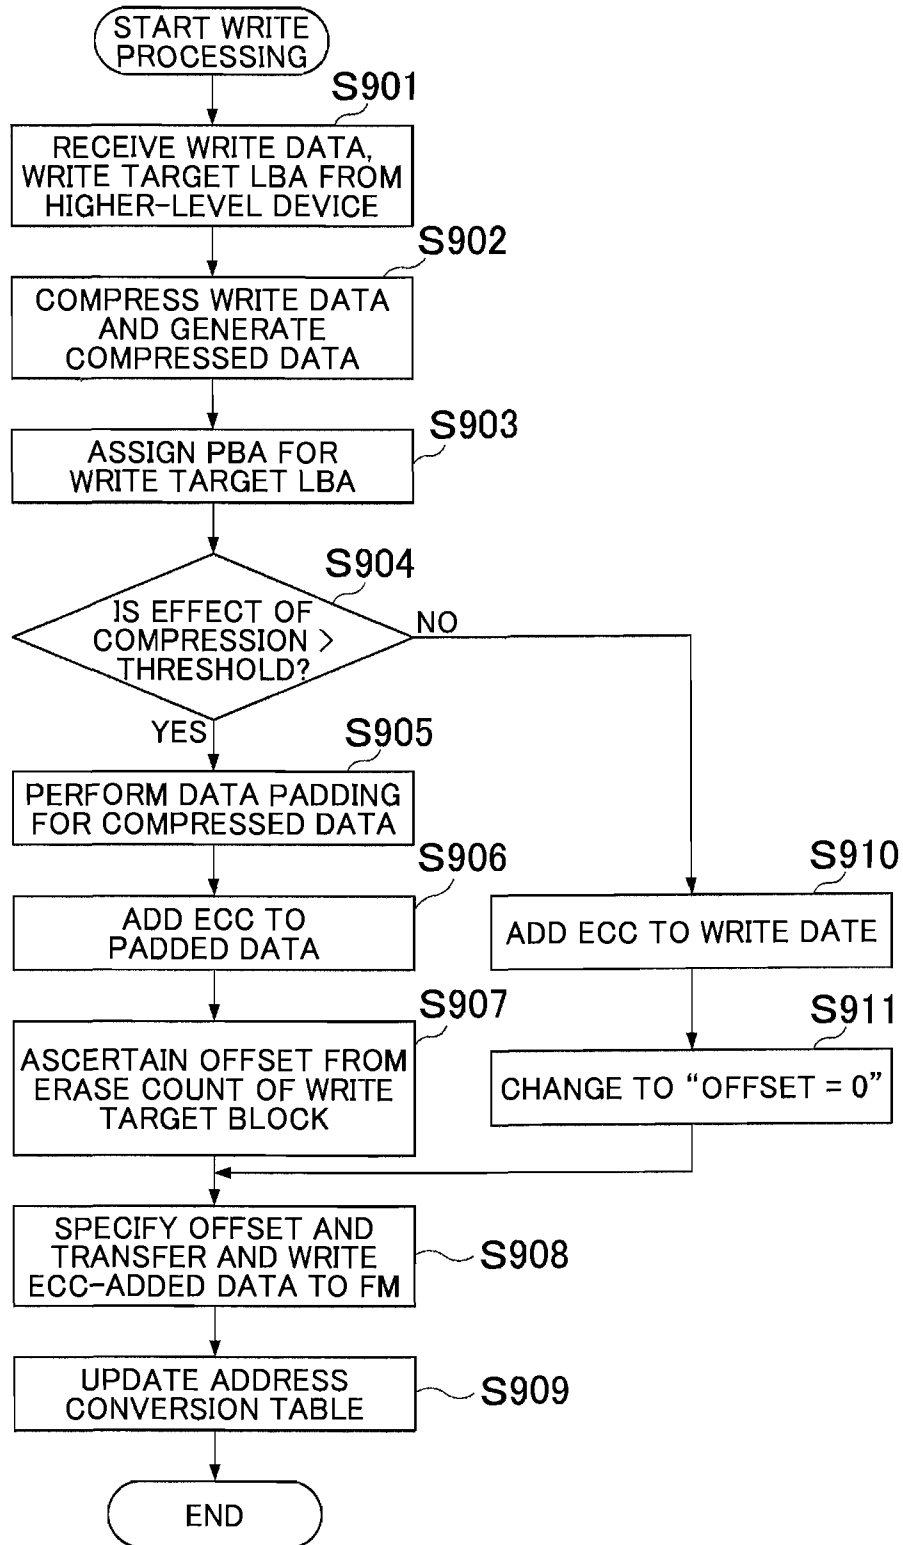 START WRITE
PROCESSING
S901
RECEIVE WRITE DATA,
WRITE TARGET LBA FROM
HIGHER-LEVEL DEVICE
S902
COMPRESS WRITE DATA
AND GENERATE
COMPRESSED DATA
S903
ASSIGN PBA FOR
WRITE TARGET LBA
S904
IS EFFECT OF
COMPRESSION >
THRESHOLD?
NO
YES
S905
PERFORM DATA PADDING
FOR COMPRESSED DATA
S906
ADD ECC TO
PADDED DATA
S910
ADD ECC TO WRITE DATE
S907
ASCERTAIN OFFSET FROM
ERASE COUNT OF WRITE
TARGET BLOCK
S911
CHANGE TO “OFFSET = 0”
SPECIFY OFFSET AND
TRANSFER AND WRITE
ECC-ADDED DATA TO FM
S908
UPDATE ADDRESS
CONVERSION TABLE
S909
END